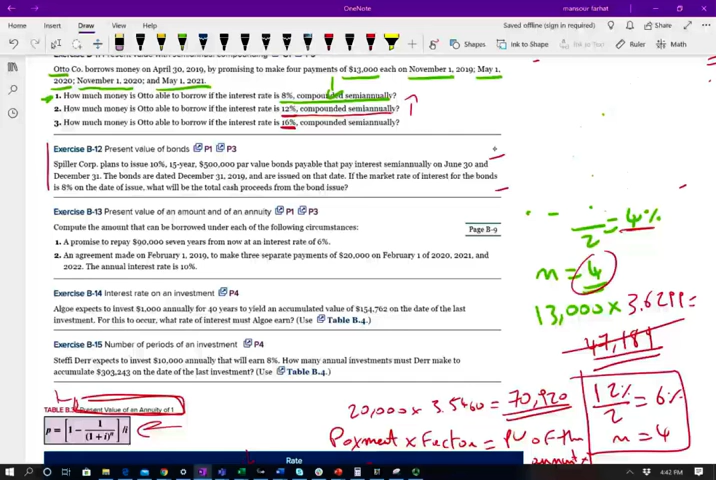 OneNote
mansour farhat
Home Insert Draw View Help
Saved offline (sign in required) Share
Shapes Ink to Shape Ink to Text Ruler Math
Otto Co. borrows money on April 30, 2019, by promising to make four payments of $13,000 each on November 1, 2019; May 1,
2020; November 1, 2020; and May 1, 2021.
1. How much money is Otto able to borrow if the interest rate is 8%, compounded semiannually?
2. How much money is Otto able to borrow if the interest rate is 12%, compounded semiannually?
3. How much money is Otto able to borrow if the interest rate is 16%, compounded semiannually?
Exercise B-12 Present value of bonds P1 P3
Spiller Corp. plans to issue 10%, 15-year, $500,000 par value bonds payable that pay interest semiannually on June 30 and
December 31. The bonds are dated December 31, 2019, and are issued on that date. If the market rate of interest for the bonds
is 8% on the date of issue, what will be the total cash proceeds from the bond issue?
Exercise B-13 Present value of an amount and of an annuity P1 P3
Page B-9
Compute the amount that can be borrowed under each of the following circumstances:
1. A promise to repay $90,000 seven years from now at an interest rate of 6%.
2. An agreement made on February 1, 2019, to make three separate payments of $20,000 on February 1 of 2020, 2021, and
2022. The annual interest rate is 10%.
Exercise B-14 Interest rate on an investment P4
Algoe expects to invest $1,000 annually for 40 years to yield an accumulated value of $154,762 on the date of the last
investment. For this to occur, what rate of interest must Algoe earn? (Use Table B.4.)
Exercise B-15 Number of periods of an investment P4
Steffi Derr expects to invest $10,000 annually that will earn 8%. How many annual investments must Derr make to
accumulate $303,243 on the date of the last investment? (Use Table B.4.)
Present Value of an Annuity of 1
p = [1 − 1/(1 + i)ⁿ]/i
Rate
2 = 4%
n = 4
13,000 × 3.6299 =
47,189
20,000 × 3.5460 = 70,920
Payment × Factor = PV of the
12%
2 = 6%
n = 4
4:42 PM